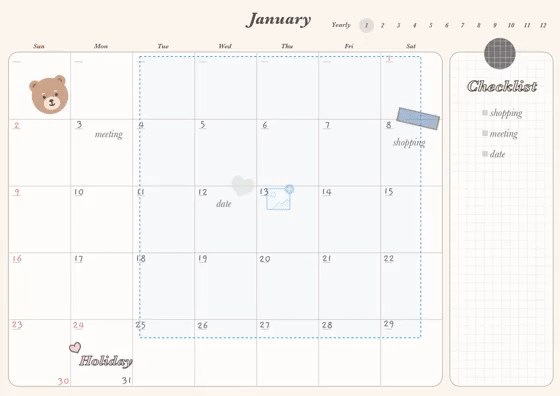 January Yearly 1 2 3 4 5 6 7 8 9 10 11 12
Sun Mon Tue Wed Thu Fri Sat
1
2 3 4 5 6 7 8
meeting
shopping
9 10 11 12 13 14 15
date
16 17 18 19 20 21 22
23 24 25 26 27 28 29
Holiday
30 31
Checklist
shopping
meeting
date